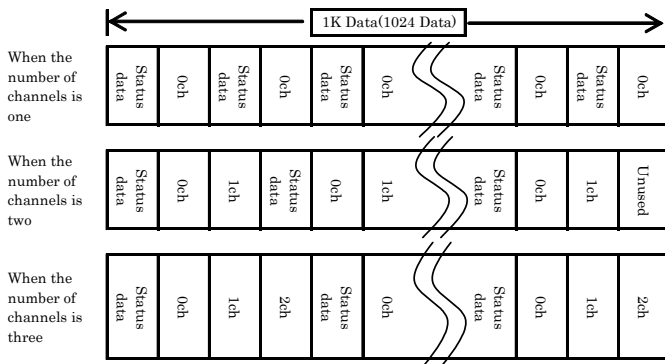 1K Data(1024 Data)
When the
number of
channels is
one
Status
data
0ch
Status
data
0ch
Status
data
0ch
Status
data
0ch
Status
data
0ch
When the
number of
channels is
two
Status
data
0ch
1ch
Status
data
0ch
1ch
Status
data
0ch
1ch
Unused
When the
number of
channels is
three
Status
data
0ch
1ch
2ch
Status
data
0ch
Status
data
0ch
1ch
2ch